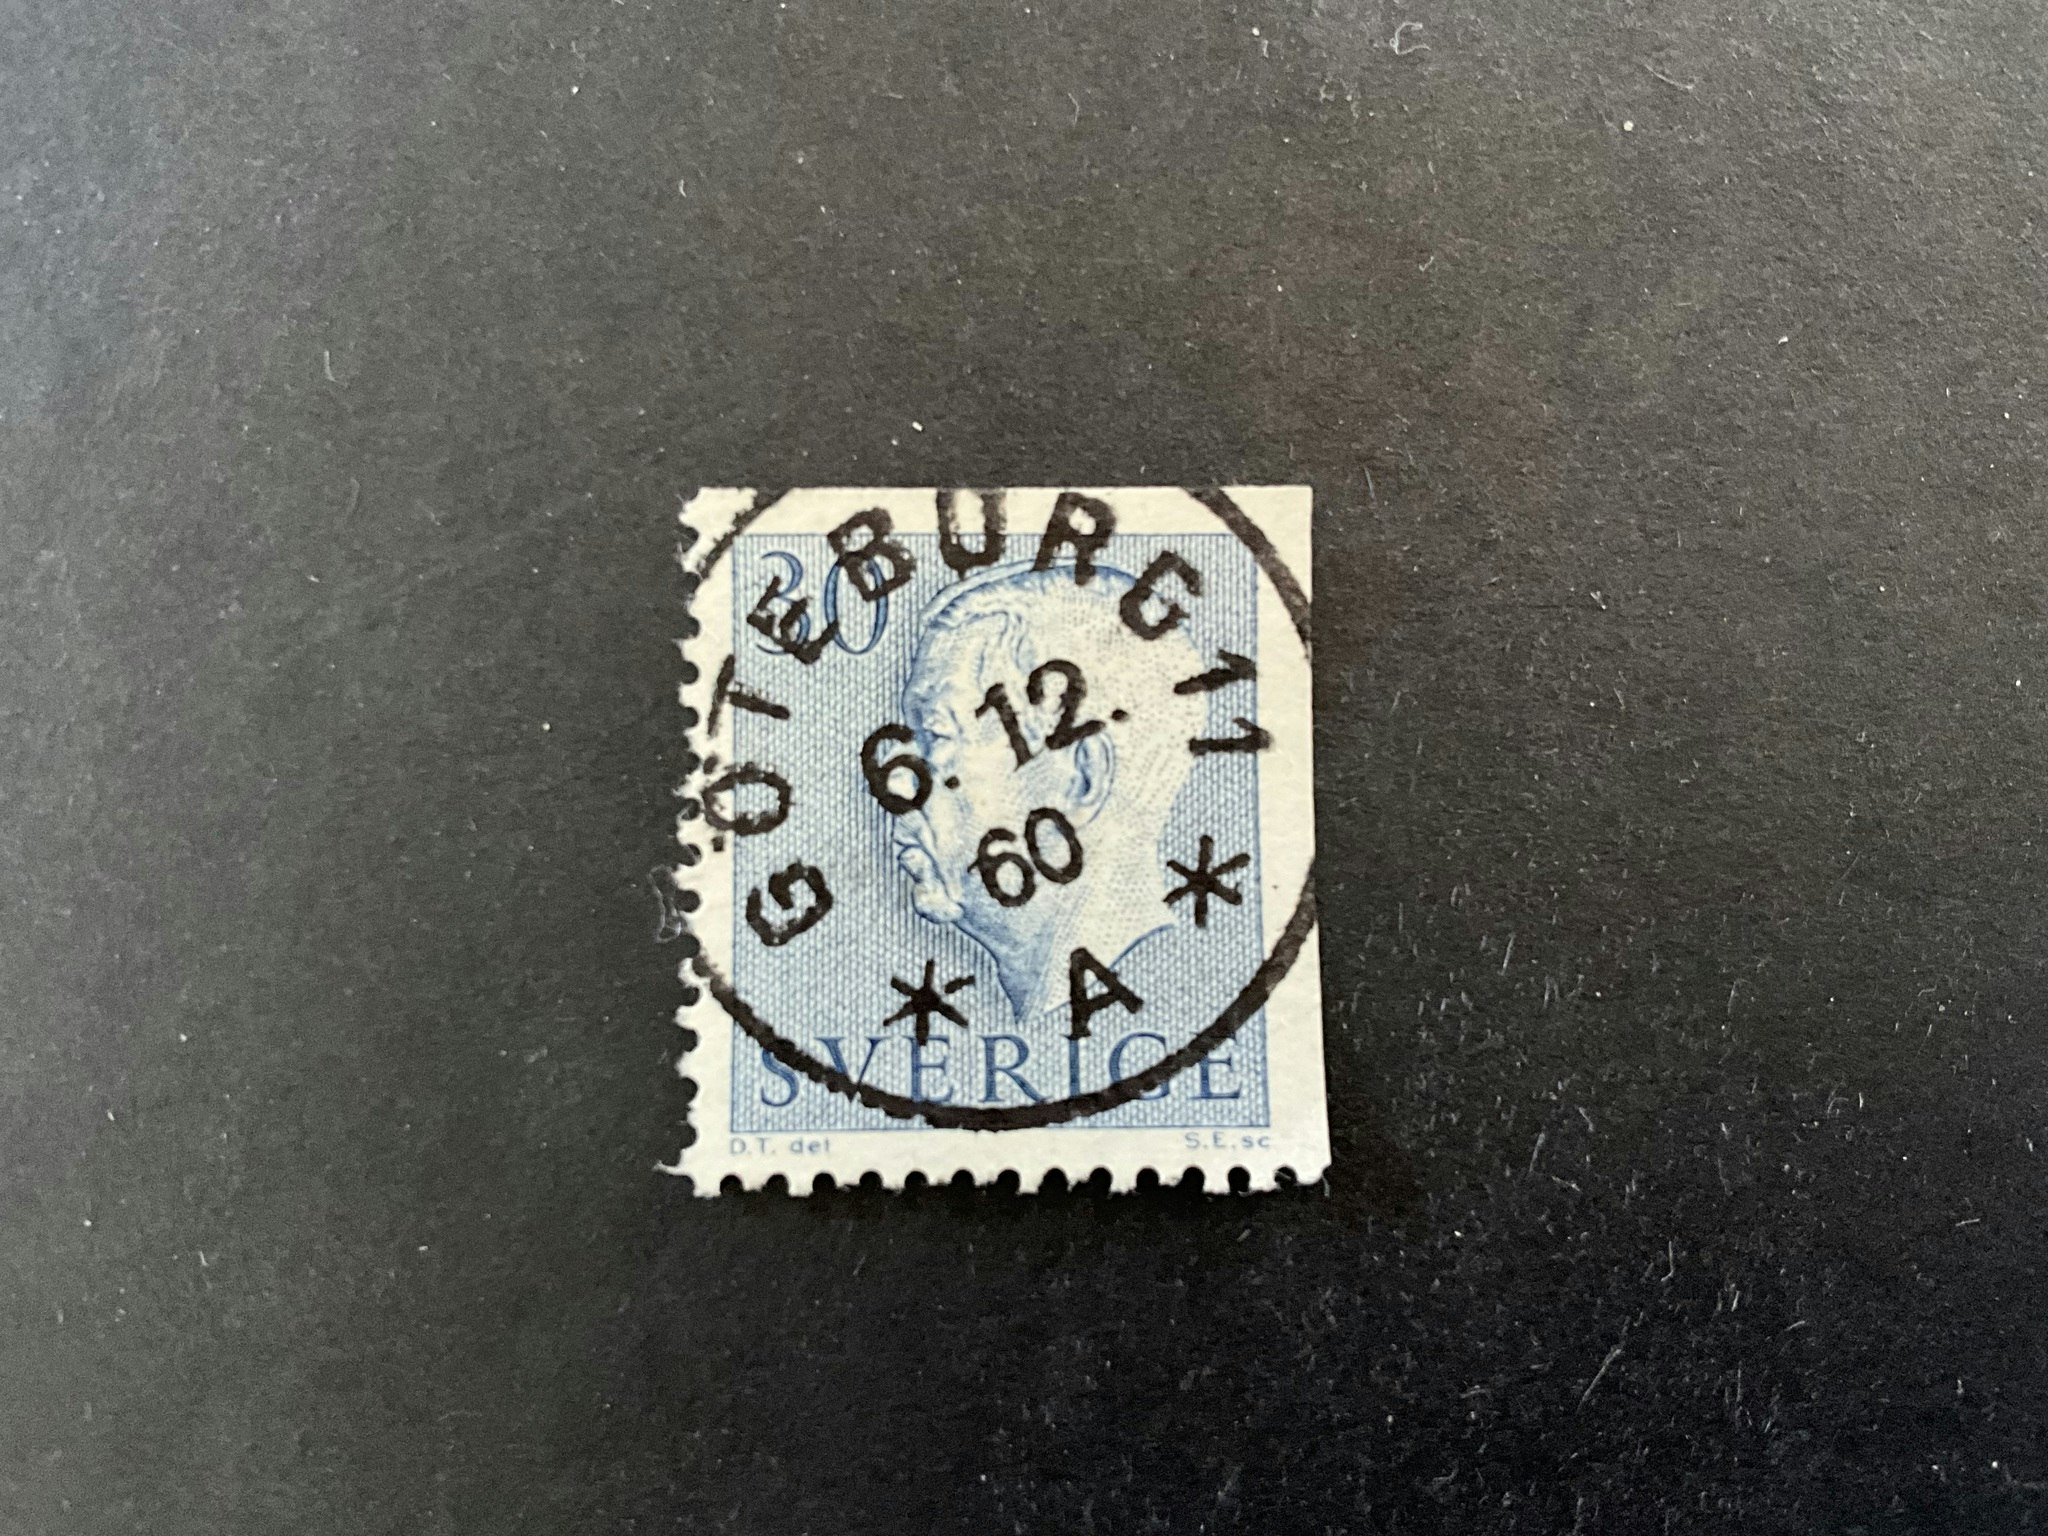 30
GÖTEBORG 11
6. 12.
60
* A *
SVERIGE
D.T. del
S.E. sc